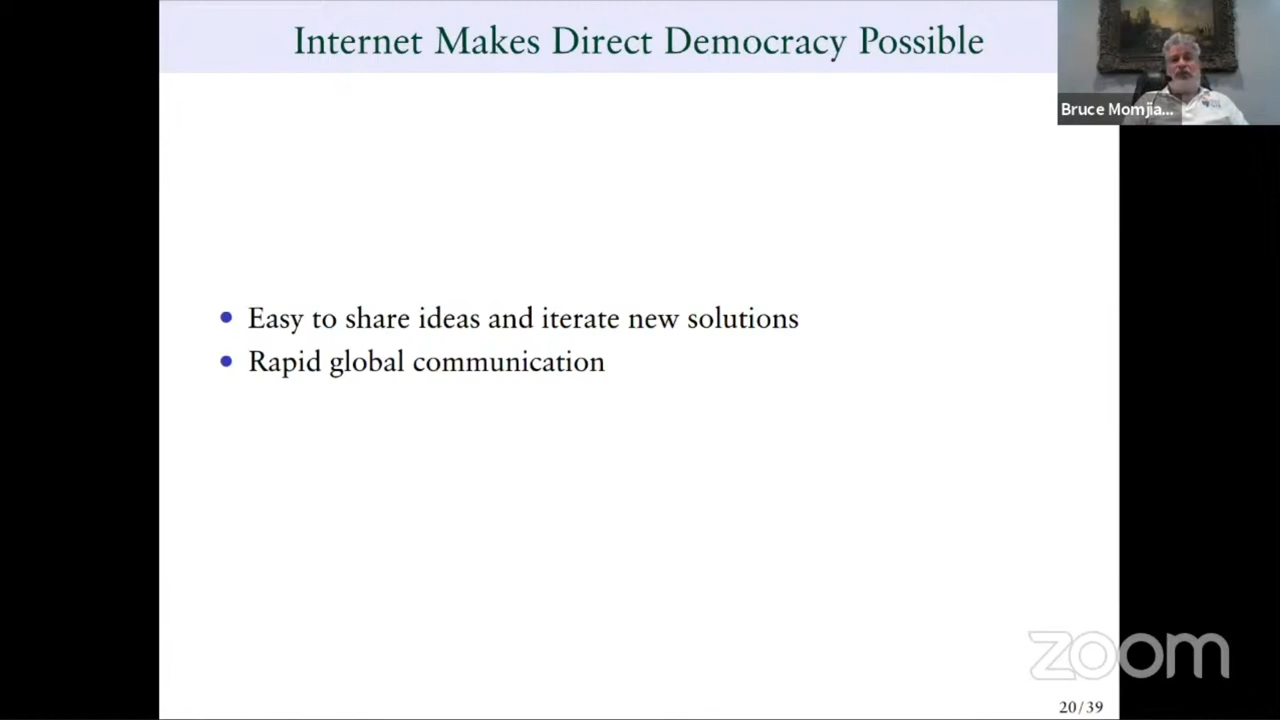 Internet Makes Direct Democracy Possible
Bruce Momjia...
Easy to share ideas and iterate new solutions
Rapid global communication
zoom
20/39